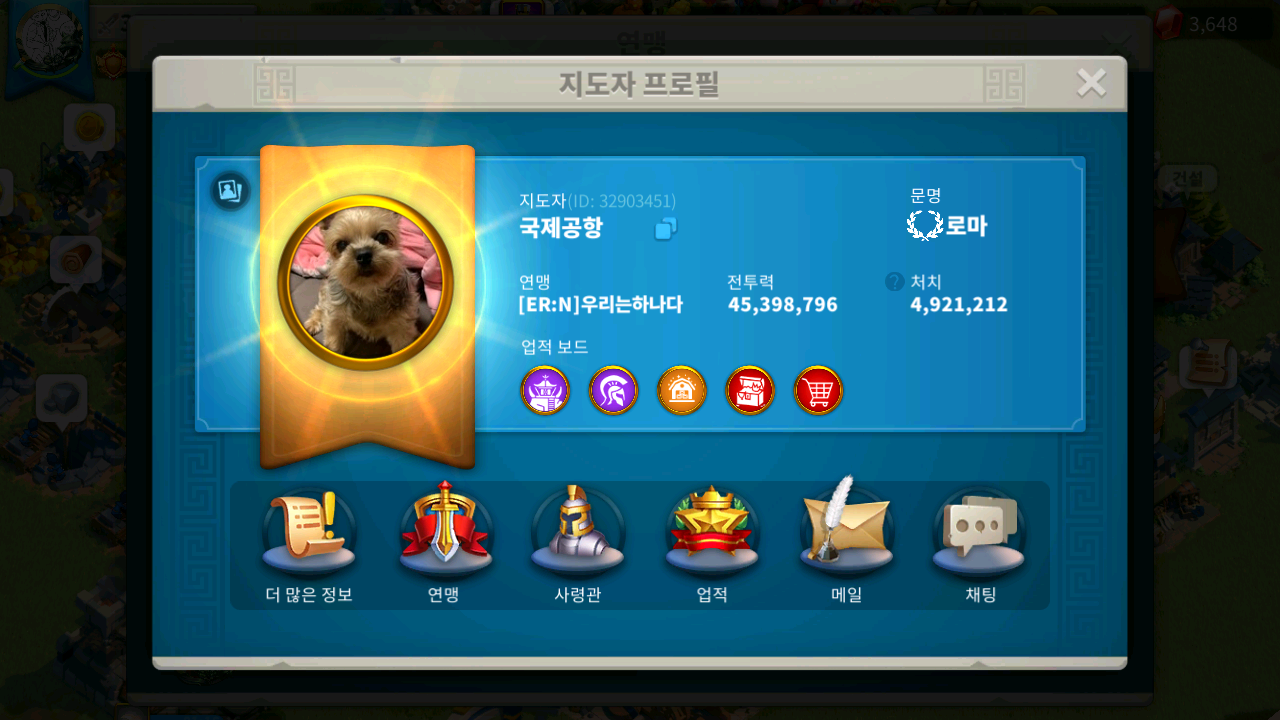 연맹
3,648
지도자 프로필
건설
지도자(ID: 32903451)
국제공항
문명
로마
연맹
[ER:N]우리는하나다
전투력
45,398,796
? 처치
4,921,212
업적 보드
더 많은 정보
연맹
사령관
업적
메일
채팅